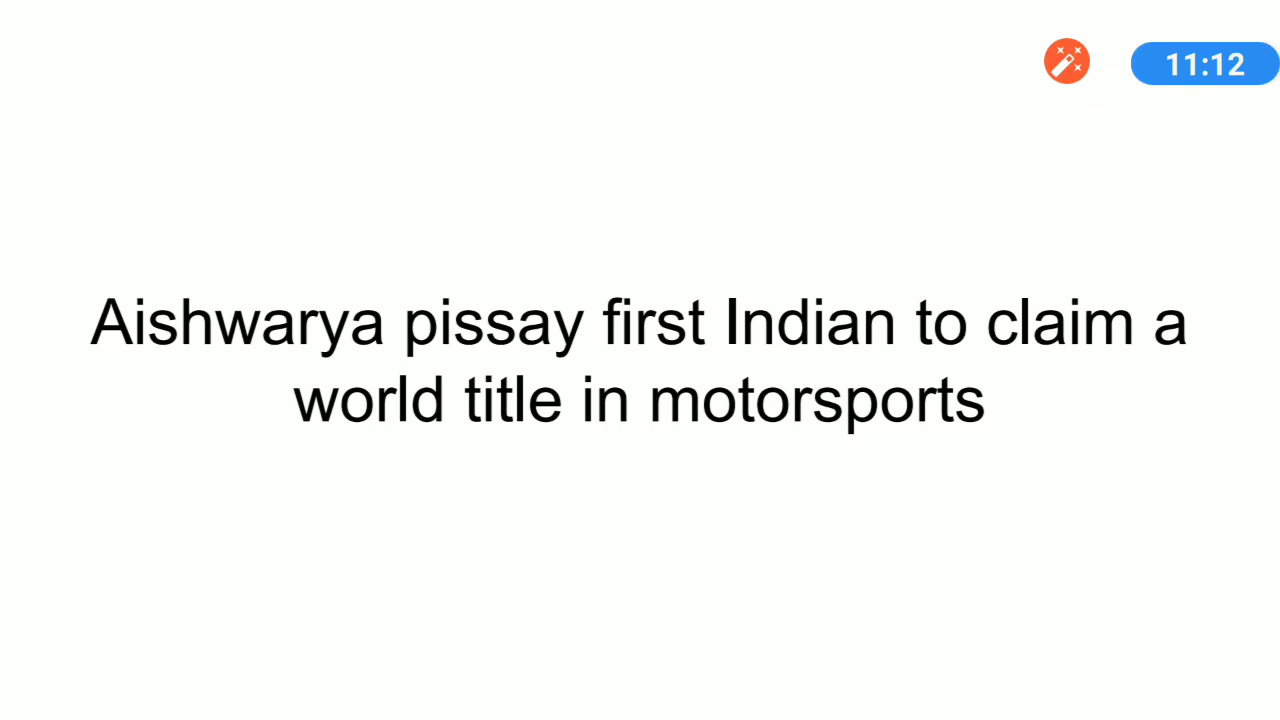 11:12
Aishwarya pissay first Indian to claim a
world title in motorsports